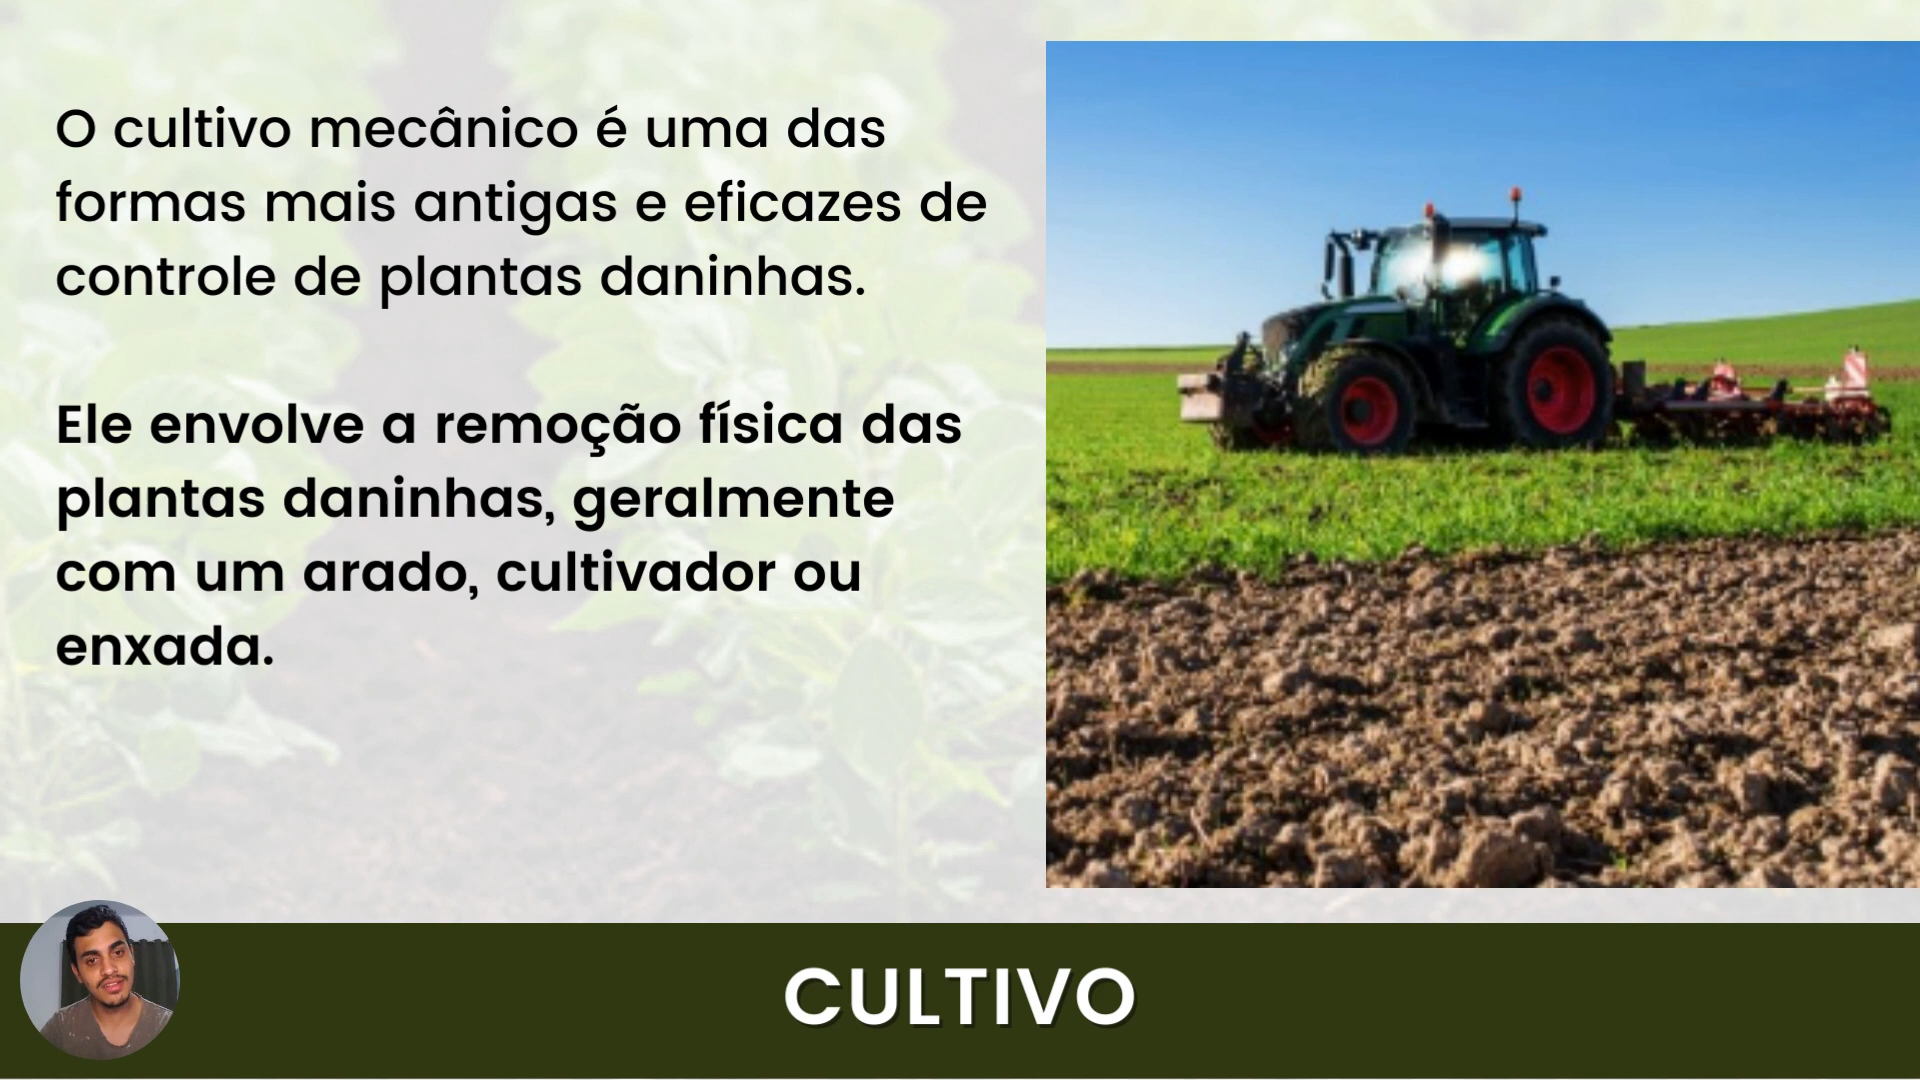 O cultivo mecânico é uma das
formas mais antigas e eficazes de
controle de plantas daninhas.
Ele envolve a remoção física das
plantas daninhas, geralmente
com um arado, cultivador ou
enxada.
CULTIVO